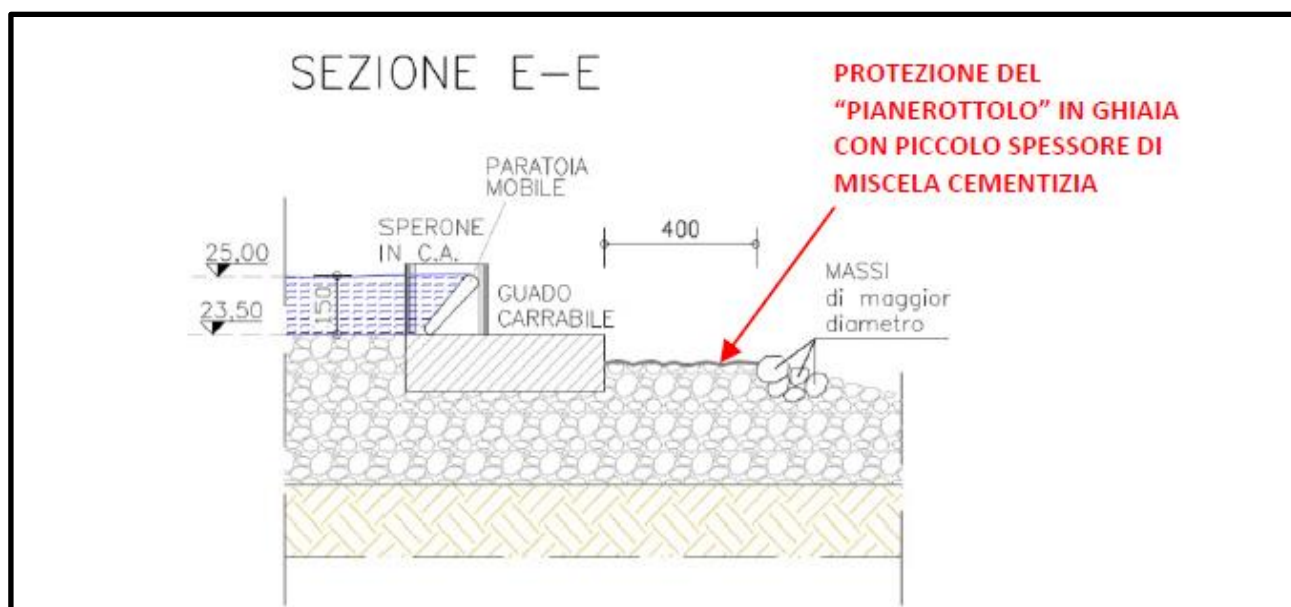 SEZIONE E-E
PROTEZIONE DEL
“PIANEROTTOLO” IN GHIAIA
CON PICCOLO SPESSORE DI
MISCELA CEMENTIZIA
PARATOIA
MOBILE
SPERONE
IN C.A.
400
25,00
23,50
150
GUADO
CARRABILE
MASSI
di maggior
diametro